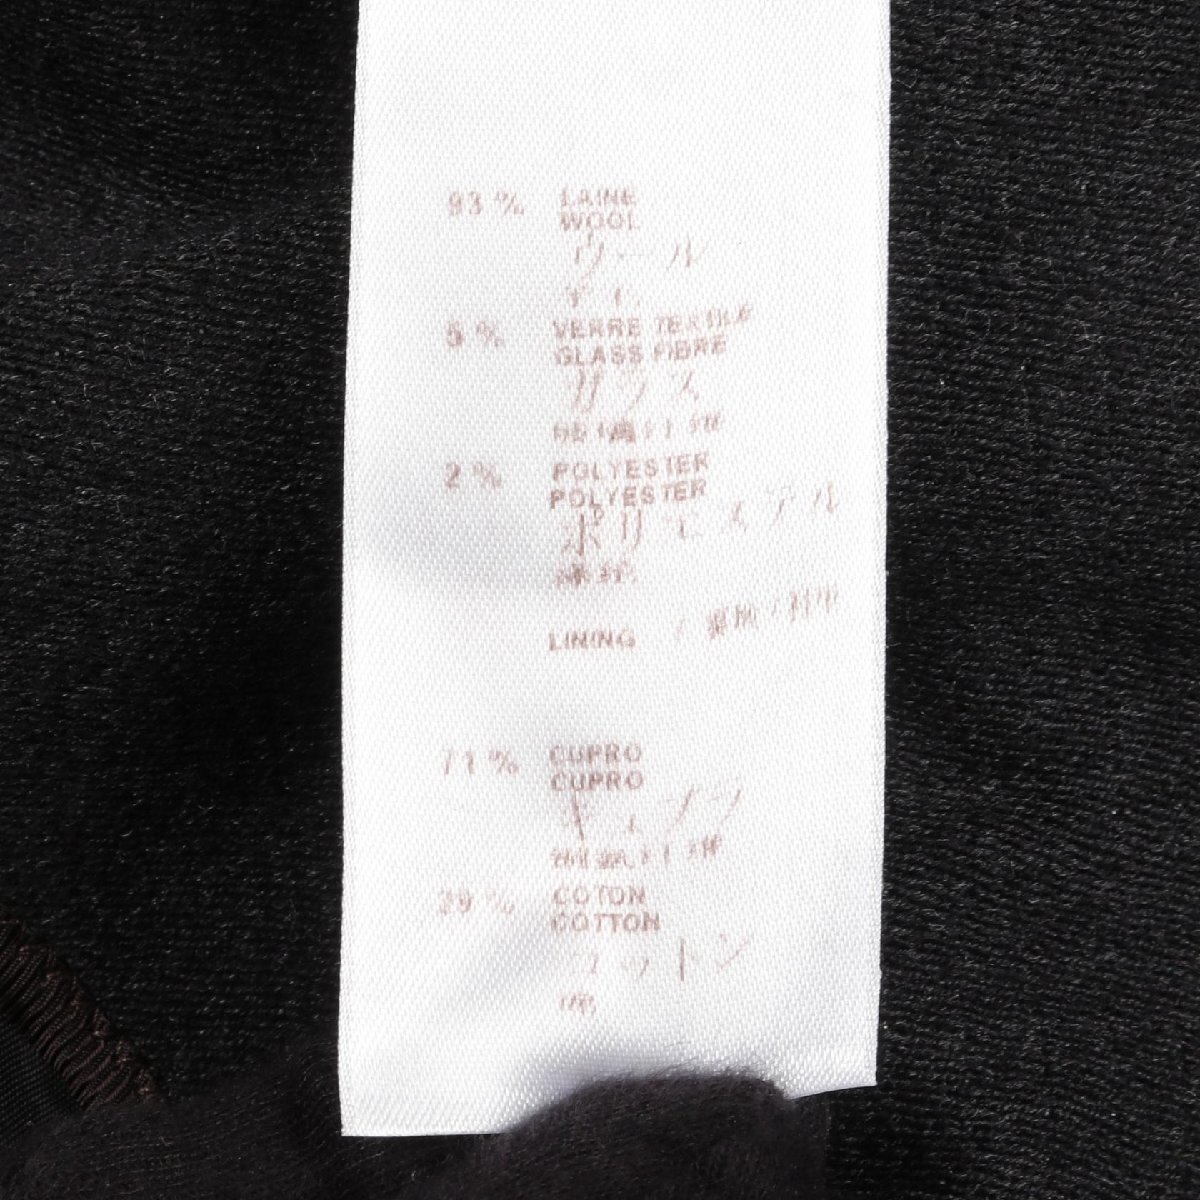 93 % LAINE
WOOL
ウール
5 % VERRE TEXTILE
GLASS FIBRE
ガラス
2 % POLYESTER
POLYESTER
ポリエステル
LINING /
71 % CUPRO
CUPRO
キュプラ
29 % COTON
COTTON
コットン
棉